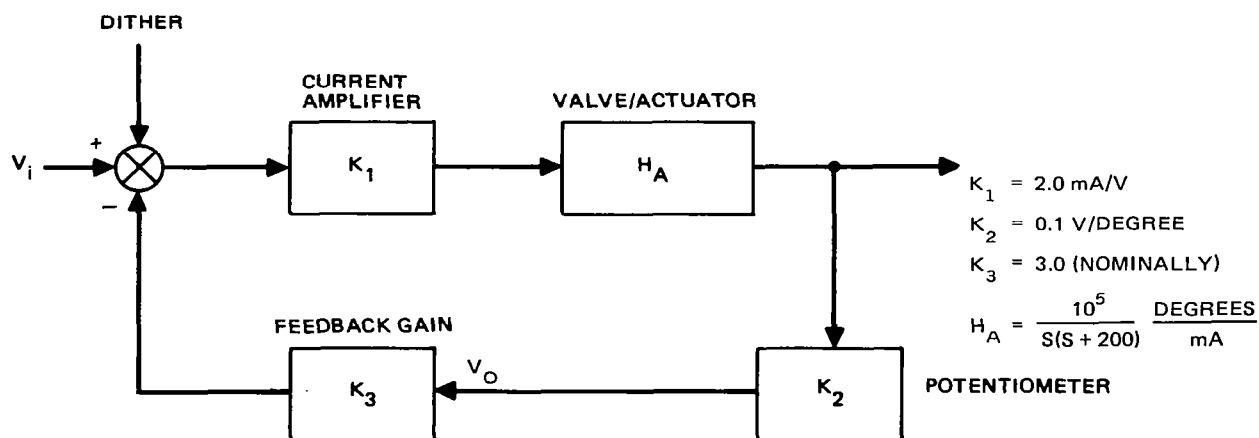 DITHER
CURRENT
AMPLIFIER
VALVE/ACTUATOR
+
V_i
−
K_1
H_A
K_1 = 2.0 mA/V
K_2 = 0.1 V/DEGREE
K_3 = 3.0 (NOMINALLY)
H_A = 10^5 / S(S + 200) DEGREES / mA
FEEDBACK GAIN
V_O
K_3
K_2
POTENTIOMETER